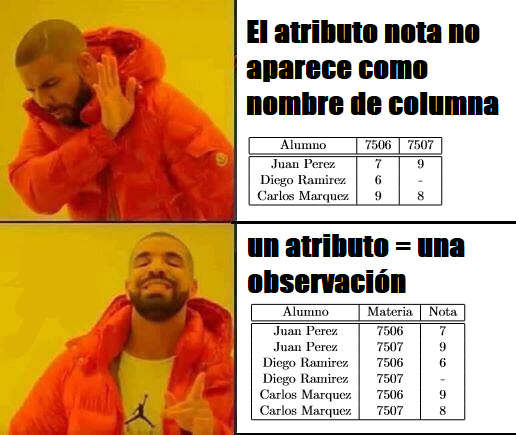 El atributo nota no
aparece como
nombre de columna
Alumno 7506 7507
Juan Perez 7 9
Diego Ramirez 6 -
Carlos Marquez 9 8
un atributo = una
observación
Alumno Materia Nota
Juan Perez 7506 7
Juan Perez 7507 9
Diego Ramirez 7506 6
Diego Ramirez 7507 -
Carlos Marquez 7506 9
Carlos Marquez 7507 8